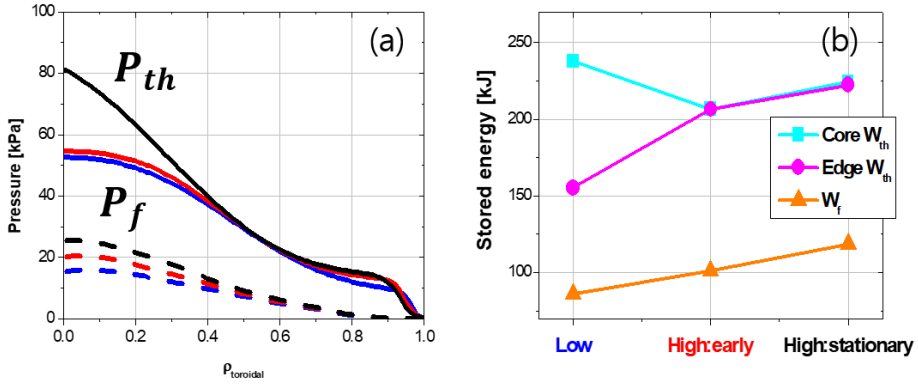 (a)
P_th
P_f
100
80
60
40
20
0
Pressure [kPa]
0.0 0.2 0.4 0.6 0.8 1.0
ρ_toroidal
(b)
250
200
150
100
Stored energy [kJ]
Core W_th
Edge W_th
W_f
Low High:early High:stationary